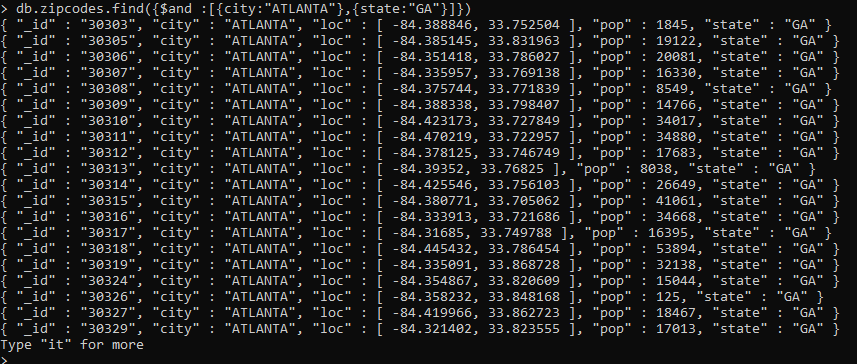 > db.zipcodes.find({$and :[{city:"ATLANTA"},{state:"GA"}]})
{ "_id" : "30303", "city" : "ATLANTA", "loc" : [ -84.388846, 33.752504 ], "pop" : 1845, "state" : "GA" }
{ "_id" : "30305", "city" : "ATLANTA", "loc" : [ -84.385145, 33.831963 ], "pop" : 19122, "state" : "GA" }
{ "_id" : "30306", "city" : "ATLANTA", "loc" : [ -84.351418, 33.786027 ], "pop" : 20081, "state" : "GA" }
{ "_id" : "30307", "city" : "ATLANTA", "loc" : [ -84.335957, 33.769138 ], "pop" : 16330, "state" : "GA" }
{ "_id" : "30308", "city" : "ATLANTA", "loc" : [ -84.375744, 33.771839 ], "pop" : 8549, "state" : "GA" }
{ "_id" : "30309", "city" : "ATLANTA", "loc" : [ -84.388338, 33.798407 ], "pop" : 14766, "state" : "GA" }
{ "_id" : "30310", "city" : "ATLANTA", "loc" : [ -84.423173, 33.727849 ], "pop" : 34017, "state" : "GA" }
{ "_id" : "30311", "city" : "ATLANTA", "loc" : [ -84.470219, 33.722957 ], "pop" : 34880, "state" : "GA" }
{ "_id" : "30312", "city" : "ATLANTA", "loc" : [ -84.378125, 33.746749 ], "pop" : 17683, "state" : "GA" }
{ "_id" : "30313", "city" : "ATLANTA", "loc" : [ -84.39352, 33.76825 ], "pop" : 8038, "state" : "GA" }
{ "_id" : "30314", "city" : "ATLANTA", "loc" : [ -84.425546, 33.756103 ], "pop" : 26649, "state" : "GA" }
{ "_id" : "30315", "city" : "ATLANTA", "loc" : [ -84.380771, 33.705062 ], "pop" : 41061, "state" : "GA" }
{ "_id" : "30316", "city" : "ATLANTA", "loc" : [ -84.333913, 33.721686 ], "pop" : 34668, "state" : "GA" }
{ "_id" : "30317", "city" : "ATLANTA", "loc" : [ -84.31685, 33.749788 ], "pop" : 16395, "state" : "GA" }
{ "_id" : "30318", "city" : "ATLANTA", "loc" : [ -84.445432, 33.786454 ], "pop" : 53894, "state" : "GA" }
{ "_id" : "30319", "city" : "ATLANTA", "loc" : [ -84.335091, 33.868728 ], "pop" : 32138, "state" : "GA" }
{ "_id" : "30324", "city" : "ATLANTA", "loc" : [ -84.354867, 33.820609 ], "pop" : 15044, "state" : "GA" }
{ "_id" : "30326", "city" : "ATLANTA", "loc" : [ -84.358232, 33.848168 ], "pop" : 125, "state" : "GA" }
{ "_id" : "30327", "city" : "ATLANTA", "loc" : [ -84.419966, 33.862723 ], "pop" : 18467, "state" : "GA" }
{ "_id" : "30329", "city" : "ATLANTA", "loc" : [ -84.321402, 33.823555 ], "pop" : 17013, "state" : "GA" }
Type "it" for more
>